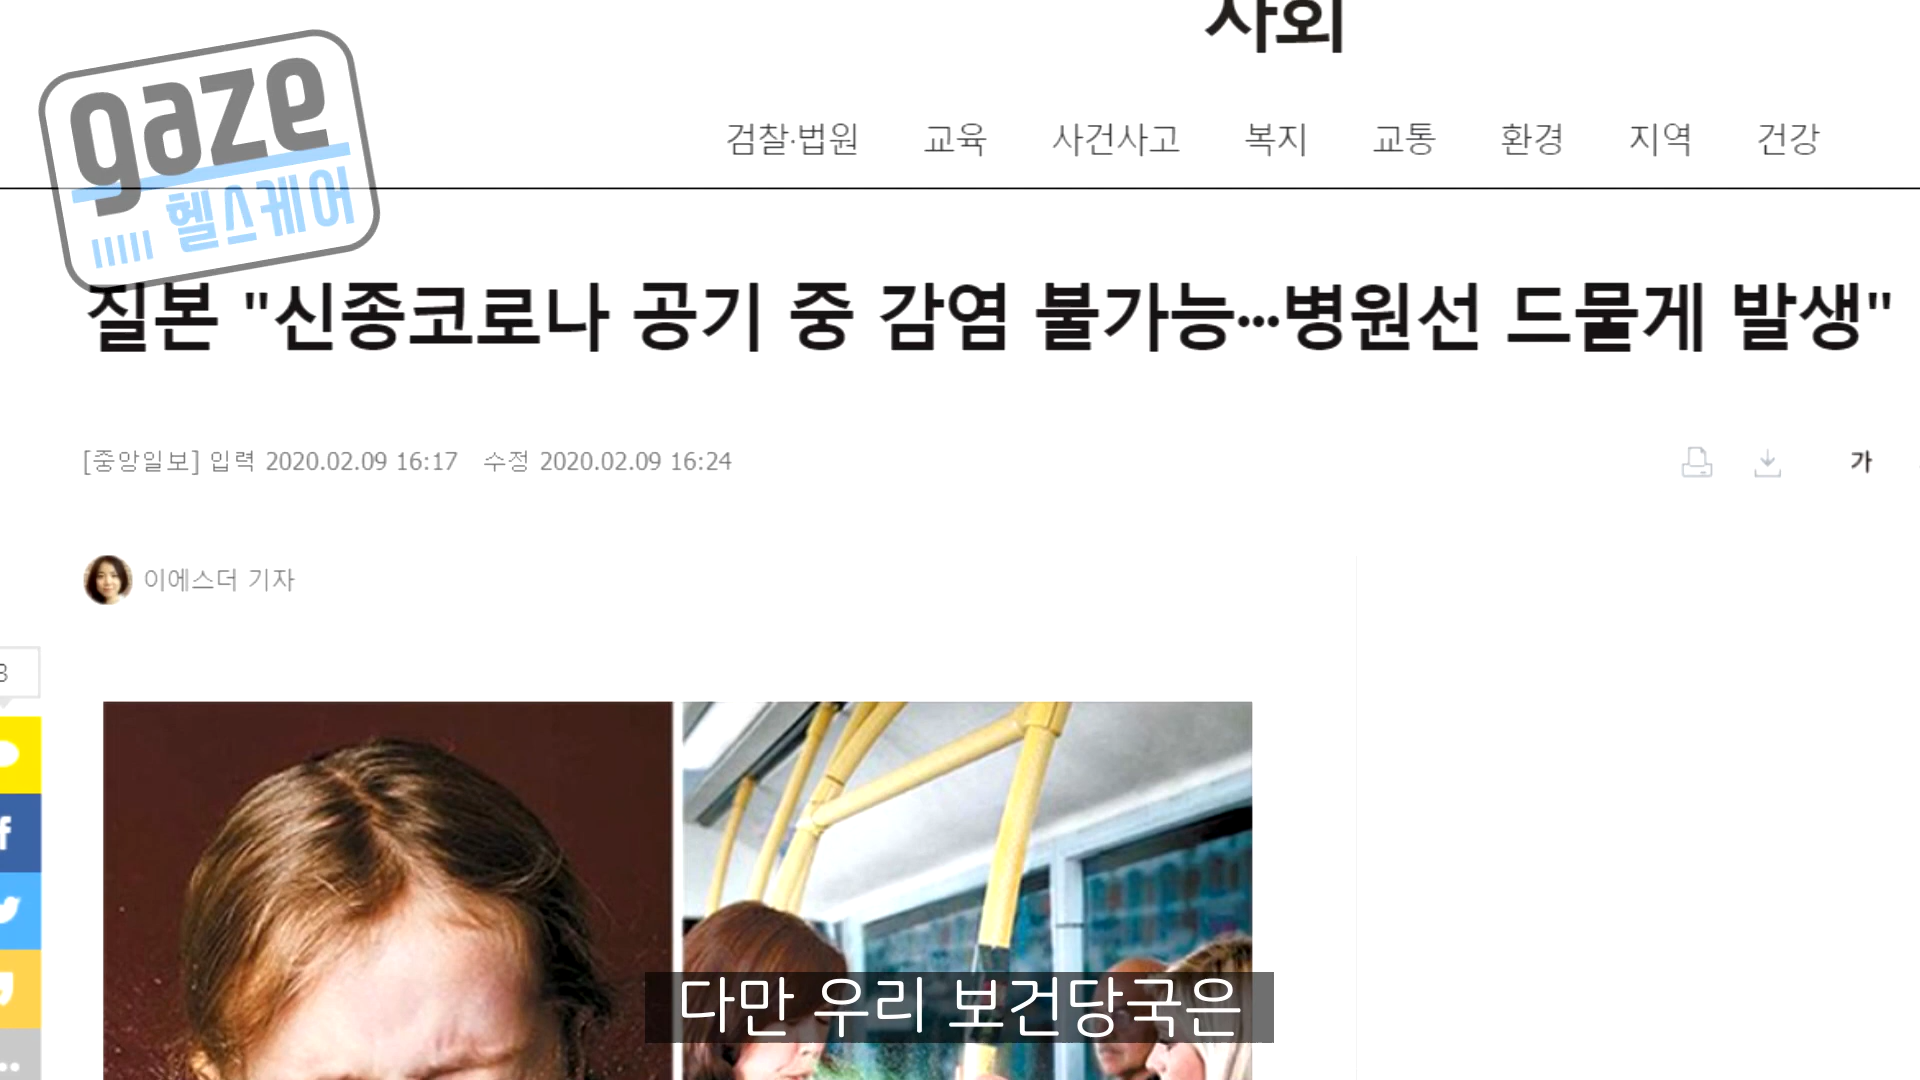 사회
gaze
헬스케어
검찰·법원 교육 사건사고 복지 교통 환경 지역 건강
질본 "신종코로나 공기 중 감염 불가능…병원선 드물게 발생"
[중앙일보] 입력 2020.02.09 16:17 수정 2020.02.09 16:24
가
이에스더 기자
다만 우리 보건당국은